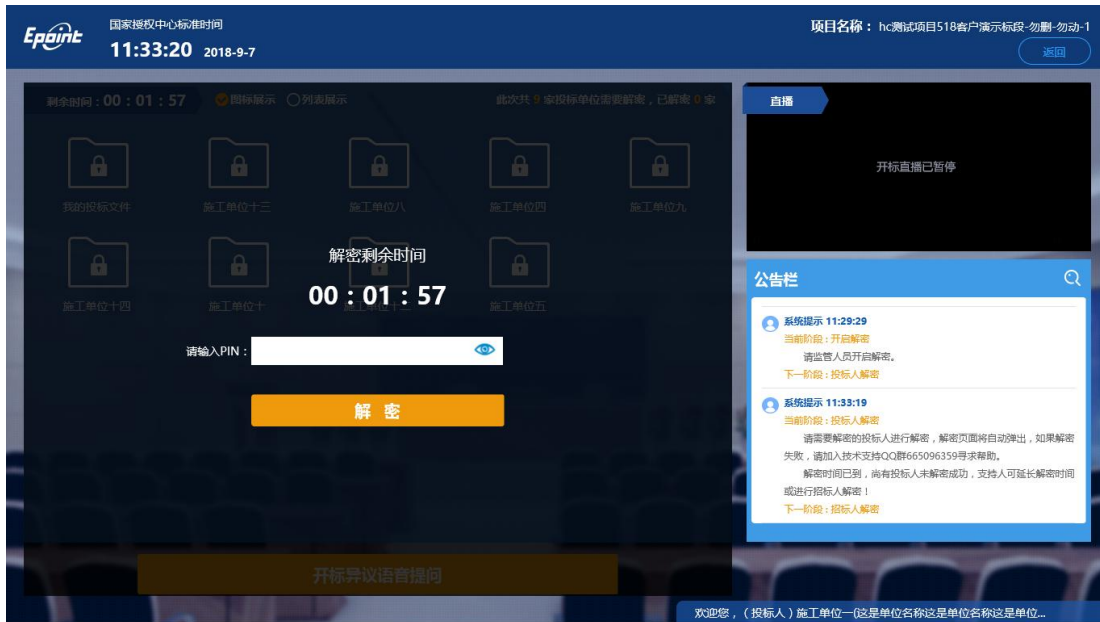 Epoint
国家授权中心标准时间
11:33:20 2018-9-7
项目名称：hc测试项目518客户演示标段-勿删-勿动-1
返回
剩余时间：00：01：57
图标展示
列表展示
此次共 9 家投标单位需要解密，已解密 0 家
我的投标文件
施工单位十三
施工单位八
施工单位四
施工单位九
施工单位十四
施工单位十
施工单位十二
施工单位五
解密剩余时间
00：01：57
请输入PIN：
解 密
开标异议语音提问
直播
开标直播已暂停
公告栏
系统提示 11:29:29
当前阶段：开启解密
请监管人员开启解密。
下一阶段：投标人解密
系统提示 11:33:19
当前阶段：投标人解密
请需要解密的投标人进行解密，解密页面将自动弹出，如果解密
失败，请加入技术支持QQ群665096359寻求帮助。
解密时间已到，尚有投标人未解密成功，支持人可延长解密时间
或进行招标人解密！
下一阶段：招标人解密
欢迎您，（投标人）施工单位一(这是单位名称这是单位名称这是单位...